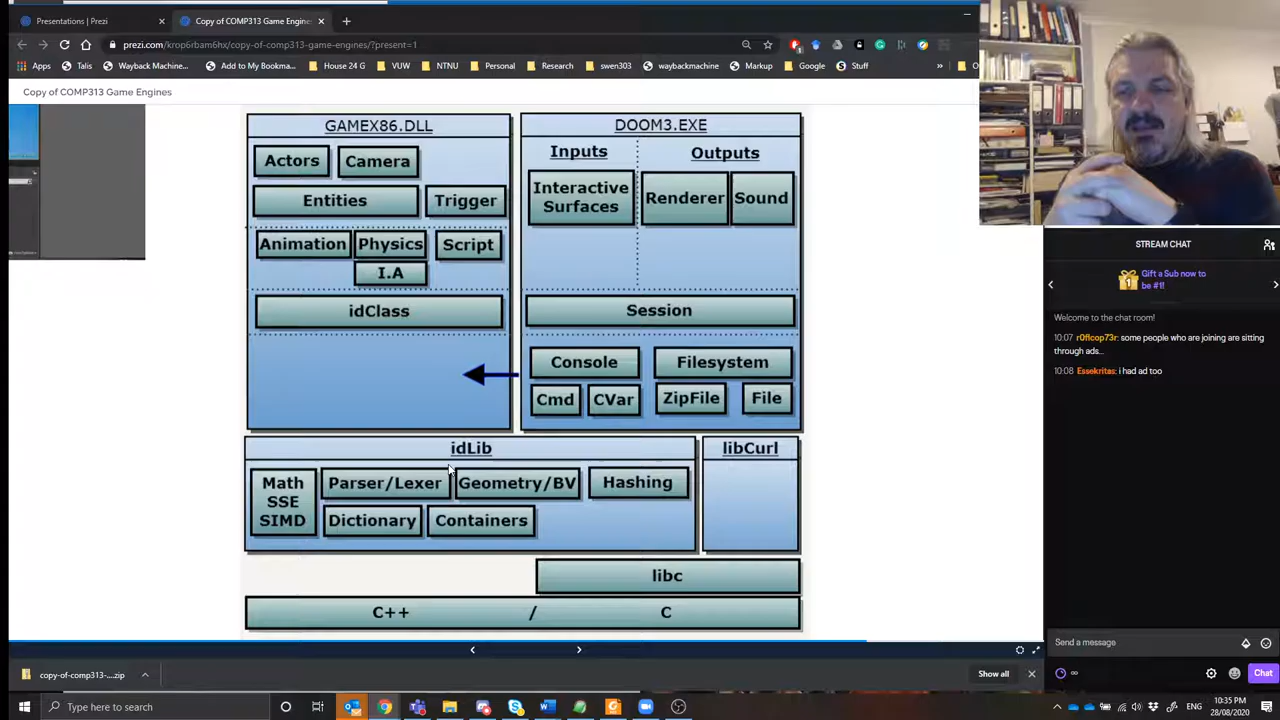 Presentations | Prezi
Copy of COMP313 Game Engines
prezi.com/krop6rbam6hx/copy-of-comp313-game-engines/?present=1
Apps
Talis
Wayback Machine...
Add to My Bookma...
House 24 G
VUW
NTNU
Personal
Research
swen303
waybackmachine
Markup
Google
Stuff
Copy of COMP313 Game Engines
GAMEX86.DLL
Actors
Camera
Entities
Trigger
Animation
Physics
Script
I.A
idClass
DOOM3.EXE
Inputs
Outputs
Interactive
Surfaces
Renderer
Sound
Session
Console
Filesystem
Cmd
CVar
ZipFile
File
idLib
Math
SSE
SIMD
Parser/Lexer
Geometry/BV
Hashing
Dictionary
Containers
libCurl
libc
C++ / C
STREAM CHAT
Gift a Sub now to
be #1!
Welcome to the chat room!
10:07 r0ffcop73r: some people who are joining are sitting
through ads...
10:08 Essekritas: i had ad too
Send a message
Chat
copy-of-comp313-....zip
Show all
Type here to search
ENG
10:35 PM
28/08/2020